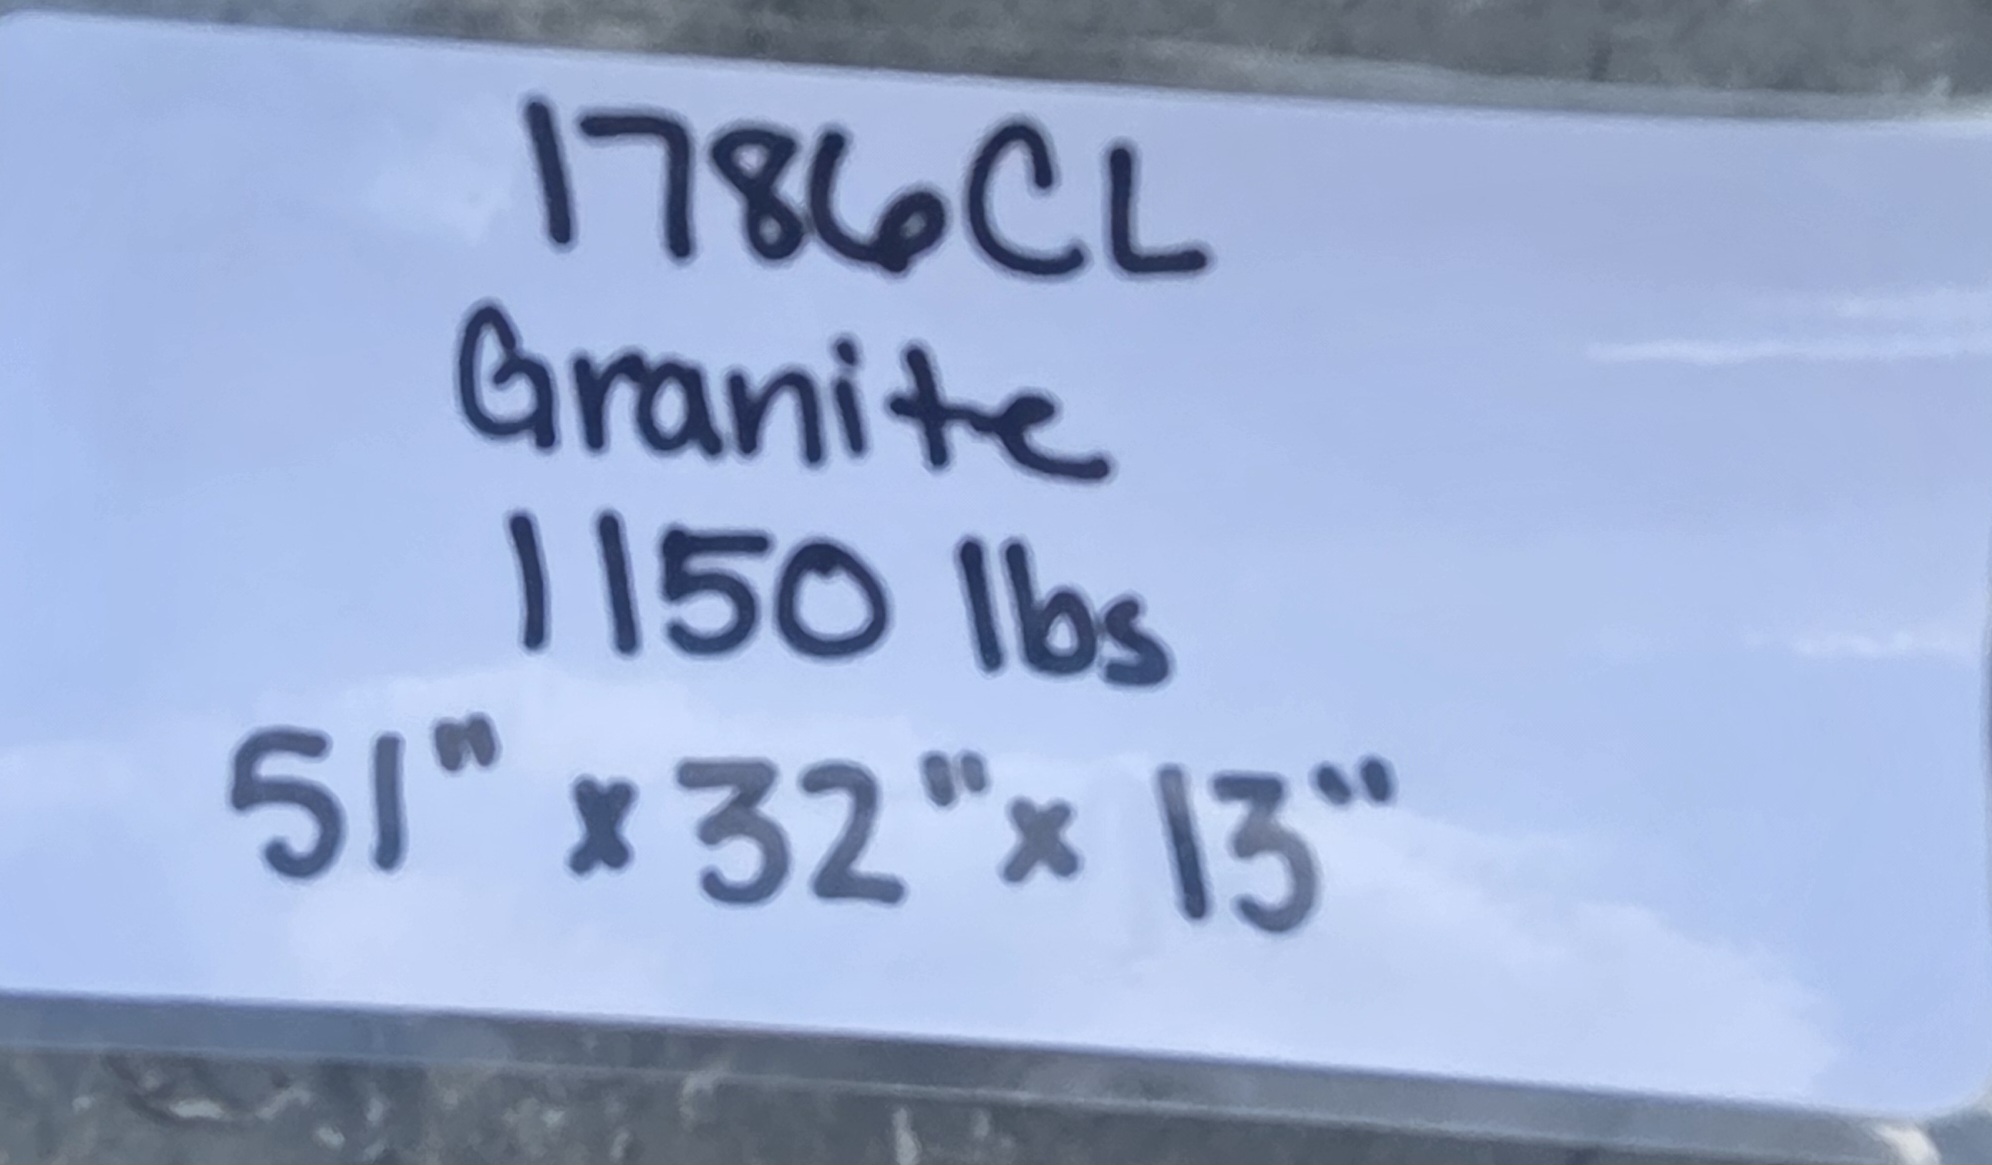 1786CL
Granite
1150 lbs
51" x 32" x 13"